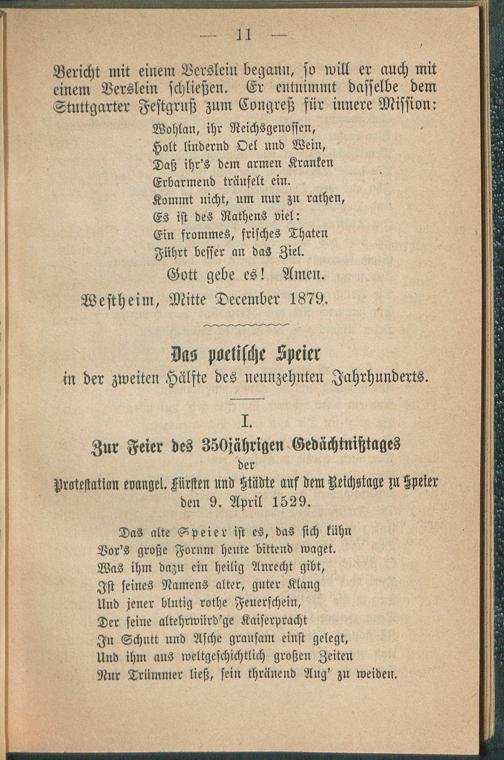 — 11 —
Bericht mit einem Verslein begann, so will er auch mit
einem Verslein schließen. Er entnimmt dasselbe dem
Stuttgarter Festgruß zum Congreß für innere Mission:
Wohlan, ihr Reichsgenossen,
Holt lindernd Oel und Wein,
Daß ihr's dem armen Kranken
Erbarmend träufelt ein.
Kommt nicht, um nur zu rathen,
Es ist des Rathens viel:
Ein frommes, frisches Thaten
Führt besser an das Ziel.
Gott gebe es! Amen.
Westheim, Mitte December 1879.
Das poetische Speier
in der zweiten Hälfte des neunzehnten Jahrhunderts.
I.
Zur Feier des 350jährigen Gedächtnißtages
der
Protestation evangel. Fürsten und Städte auf dem Reichstage zu Speier
den 9. April 1529.
Das alte Speier ist es, das sich kühn
Vor's große Forum heute bittend waget.
Was ihm dazu ein heilig Anrecht gibt,
Ist seines Namens alter, guter Klang
Und jener blutig rothe Feuerschein,
Der seine altehrwürd'ge Kaiserpracht
In Schutt und Asche grausam einst gelegt,
Und ihm aus weltgeschichtlich großen Zeiten
Nur Trümmer ließ, sein thränend Aug' zu weiden.